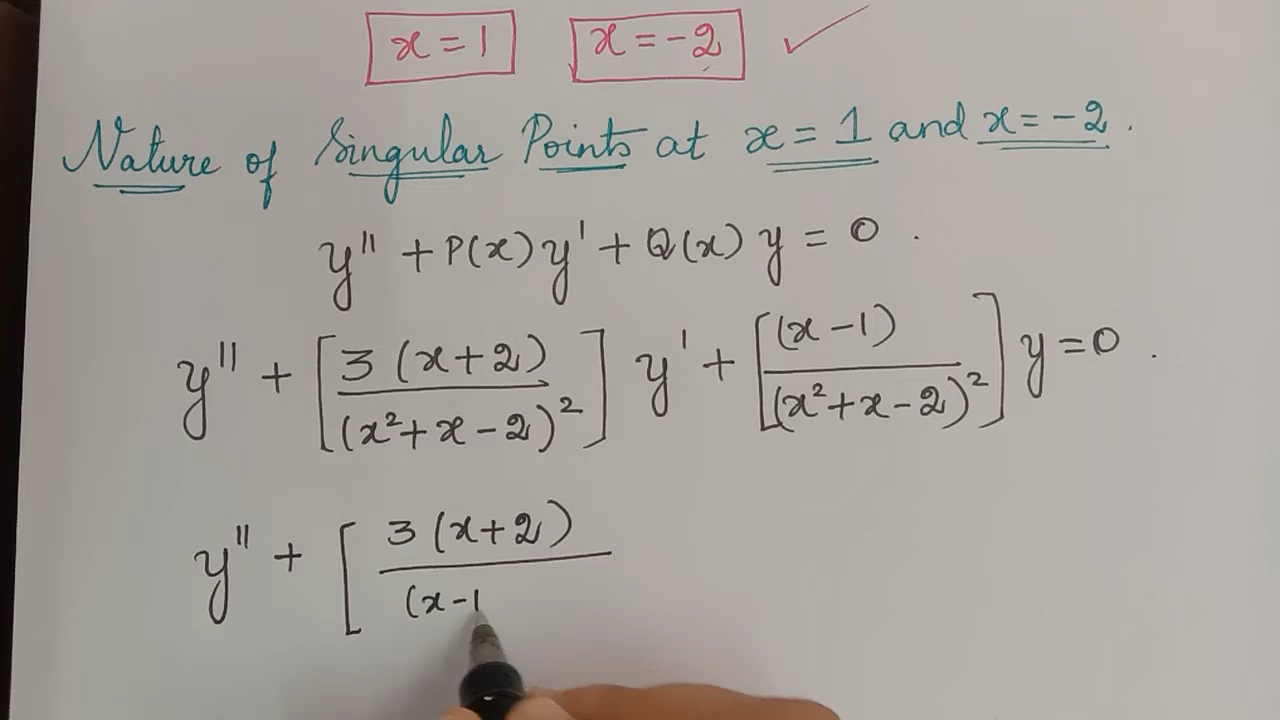 x = 1 x = -2 ✓
Nature of Singular Points at x = 1 and x = -2 .
y'' + P(x) y' + Q(x) y = 0 .
y'' + [ 3 (x+2) / (x²+x-2)² ] y' + [ (x-1) / (x²+x-2)² ] y = 0 .
y'' + [ 3 (x+2) / (x-1